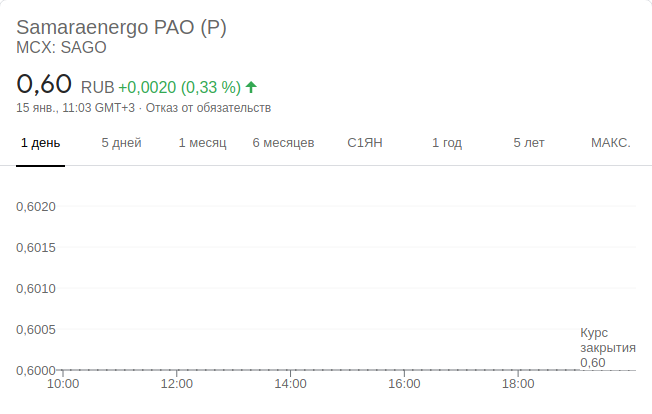 Samaraenergo PAO (P)
MCX: SAGO
0,60 RUB +0,0020 (0,33 %)
15 янв., 11:03 GMT+3 · Отказ от обязательств
1 день 5 дней 1 месяц 6 месяцев С1ЯН 1 год 5 лет МАКС.
0,6020
0,6015
0,6010
0,6005
Курс
закрытия
0,60
0,6000
10:00 12:00 14:00 16:00 18:00